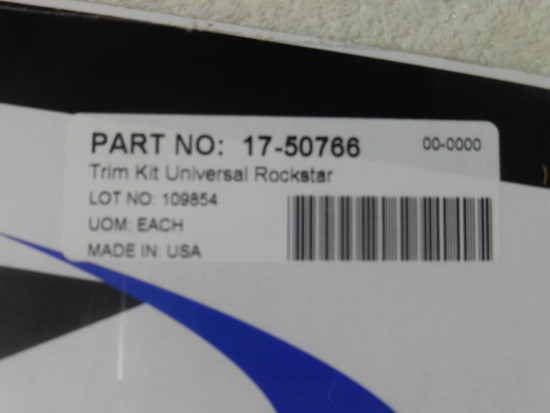 PART NO: 17-50766 00-0000
Trim Kit Universal Rockstar
LOT NO: 109854
UOM: EACH
MADE IN: USA